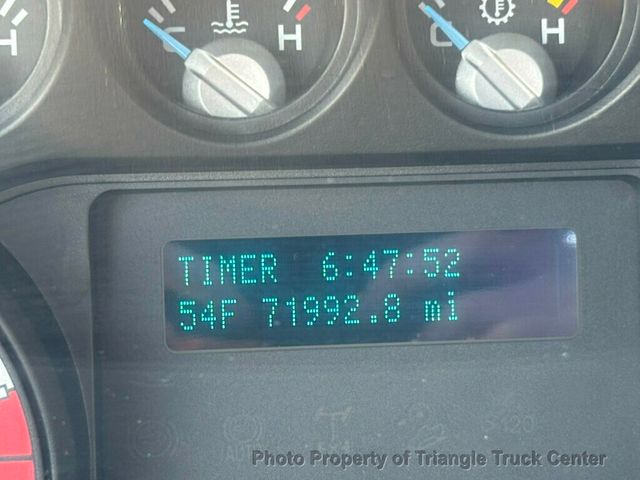 H C H C H
TIMER 6:47:52
54F 71992.8 mi
Photo Property of Triangle Truck Center